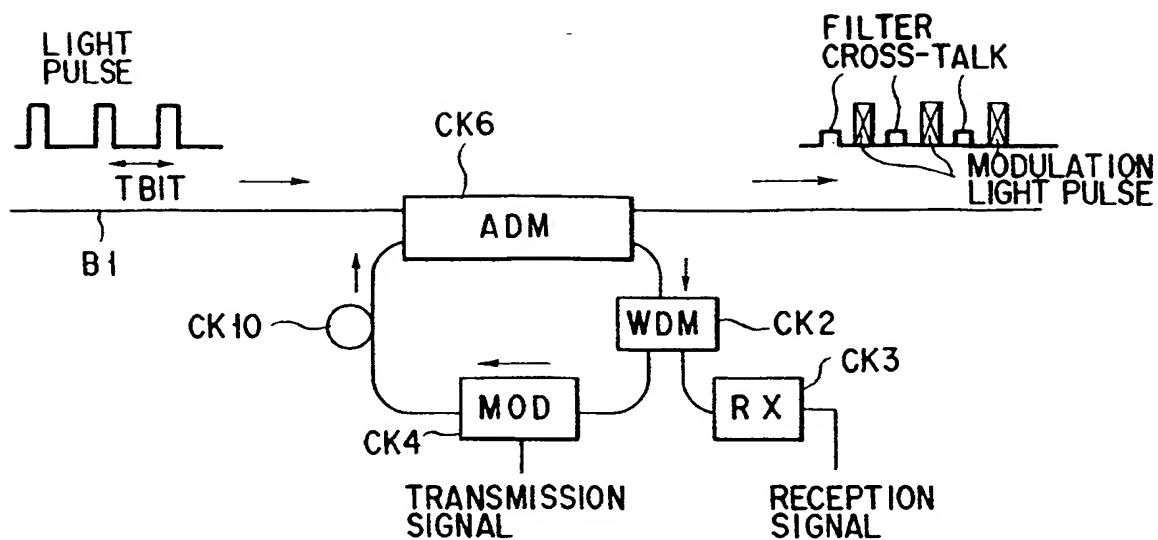 LIGHT
PULSE
TBIT
B1
FILTER
CROSS-TALK
MODULATION
LIGHT PULSE
CK6
ADM
CK10
WDM
CK2
CK3
MOD
RX
CK4
TRANSMISSION
SIGNAL
RECEPTION
SIGNAL